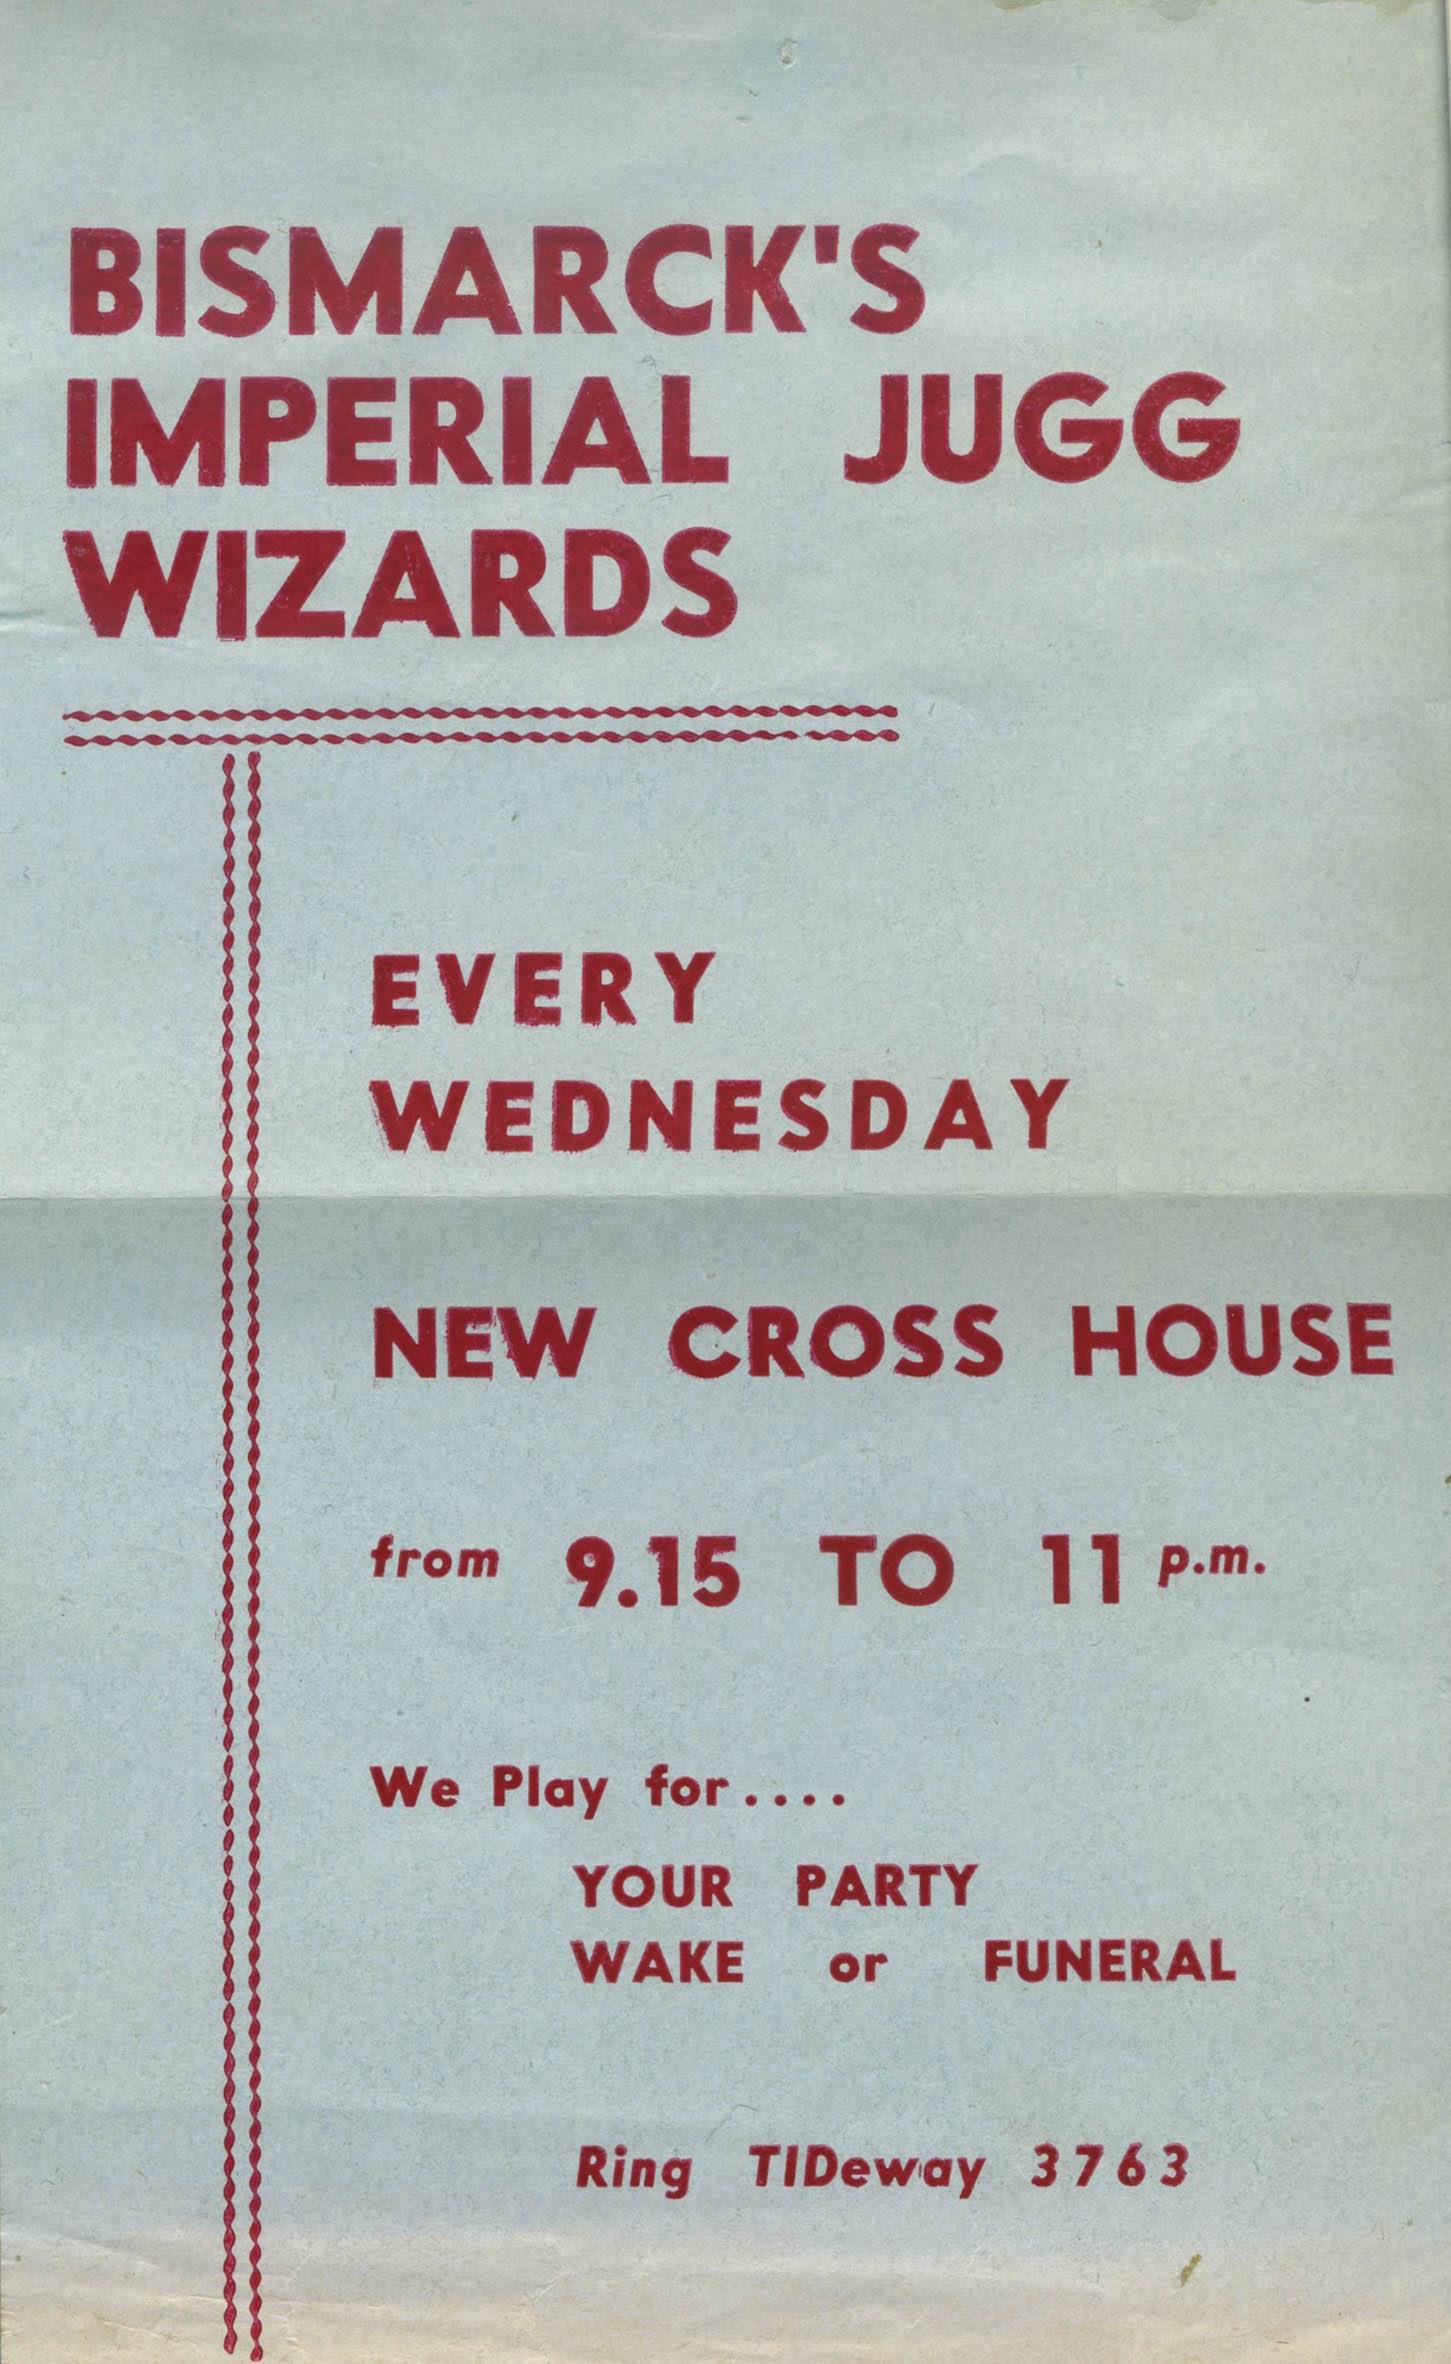 BISMARCK'S
IMPERIAL JUGG
WIZARDS
EVERY
WEDNESDAY
NEW CROSS HOUSE
from 9.15 TO 11 p.m.
We Play for....
YOUR PARTY
WAKE or FUNERAL
Ring TIDeway 3763